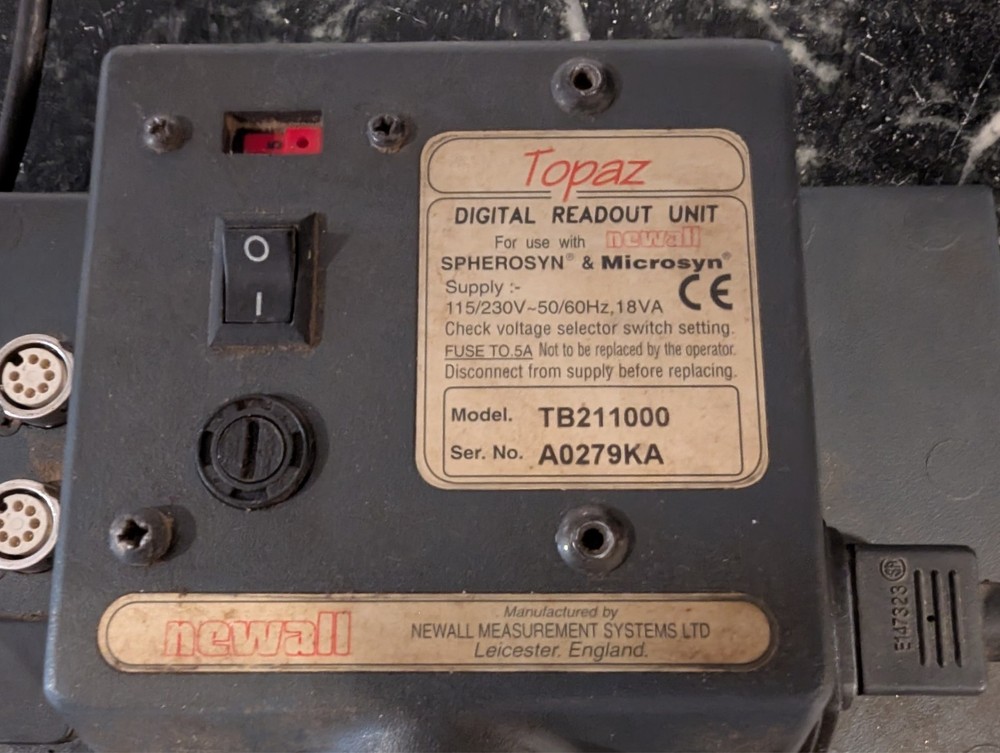 Topaz
DIGITAL READOUT UNIT
For use with newall
SPHEROSYN® & Microsyn®
Supply :-
115/230V~50/60Hz,18VA CE
Check voltage selector switch setting.
FUSE TO.5A Not to be replaced by the operator.
Disconnect from supply before replacing.
Model. TB211000
Ser. No. A0279KA
E147323
newall
Manufactured by
NEWALL MEASUREMENT SYSTEMS LTD
Leicester. England.